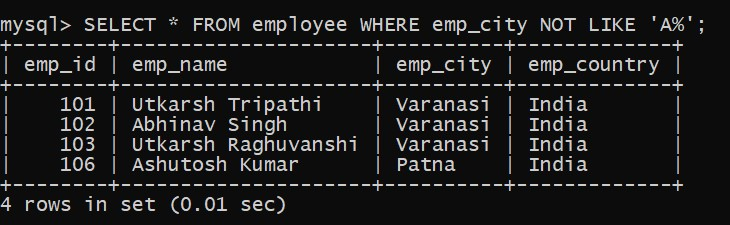 mysql> SELECT * FROM employee WHERE emp_city NOT LIKE 'A%';
+--------+--------------------+----------+-------------+
| emp_id | emp_name           | emp_city | emp_country |
+--------+--------------------+----------+-------------+
|    101 | Utkarsh Tripathi   | Varanasi | India       |
|    102 | Abhinav Singh      | Varanasi | India       |
|    103 | Utkarsh Raghuvanshi | Varanasi | India       |
|    106 | Ashutosh Kumar     | Patna    | India       |
+--------+--------------------+----------+-------------+
4 rows in set (0.01 sec)